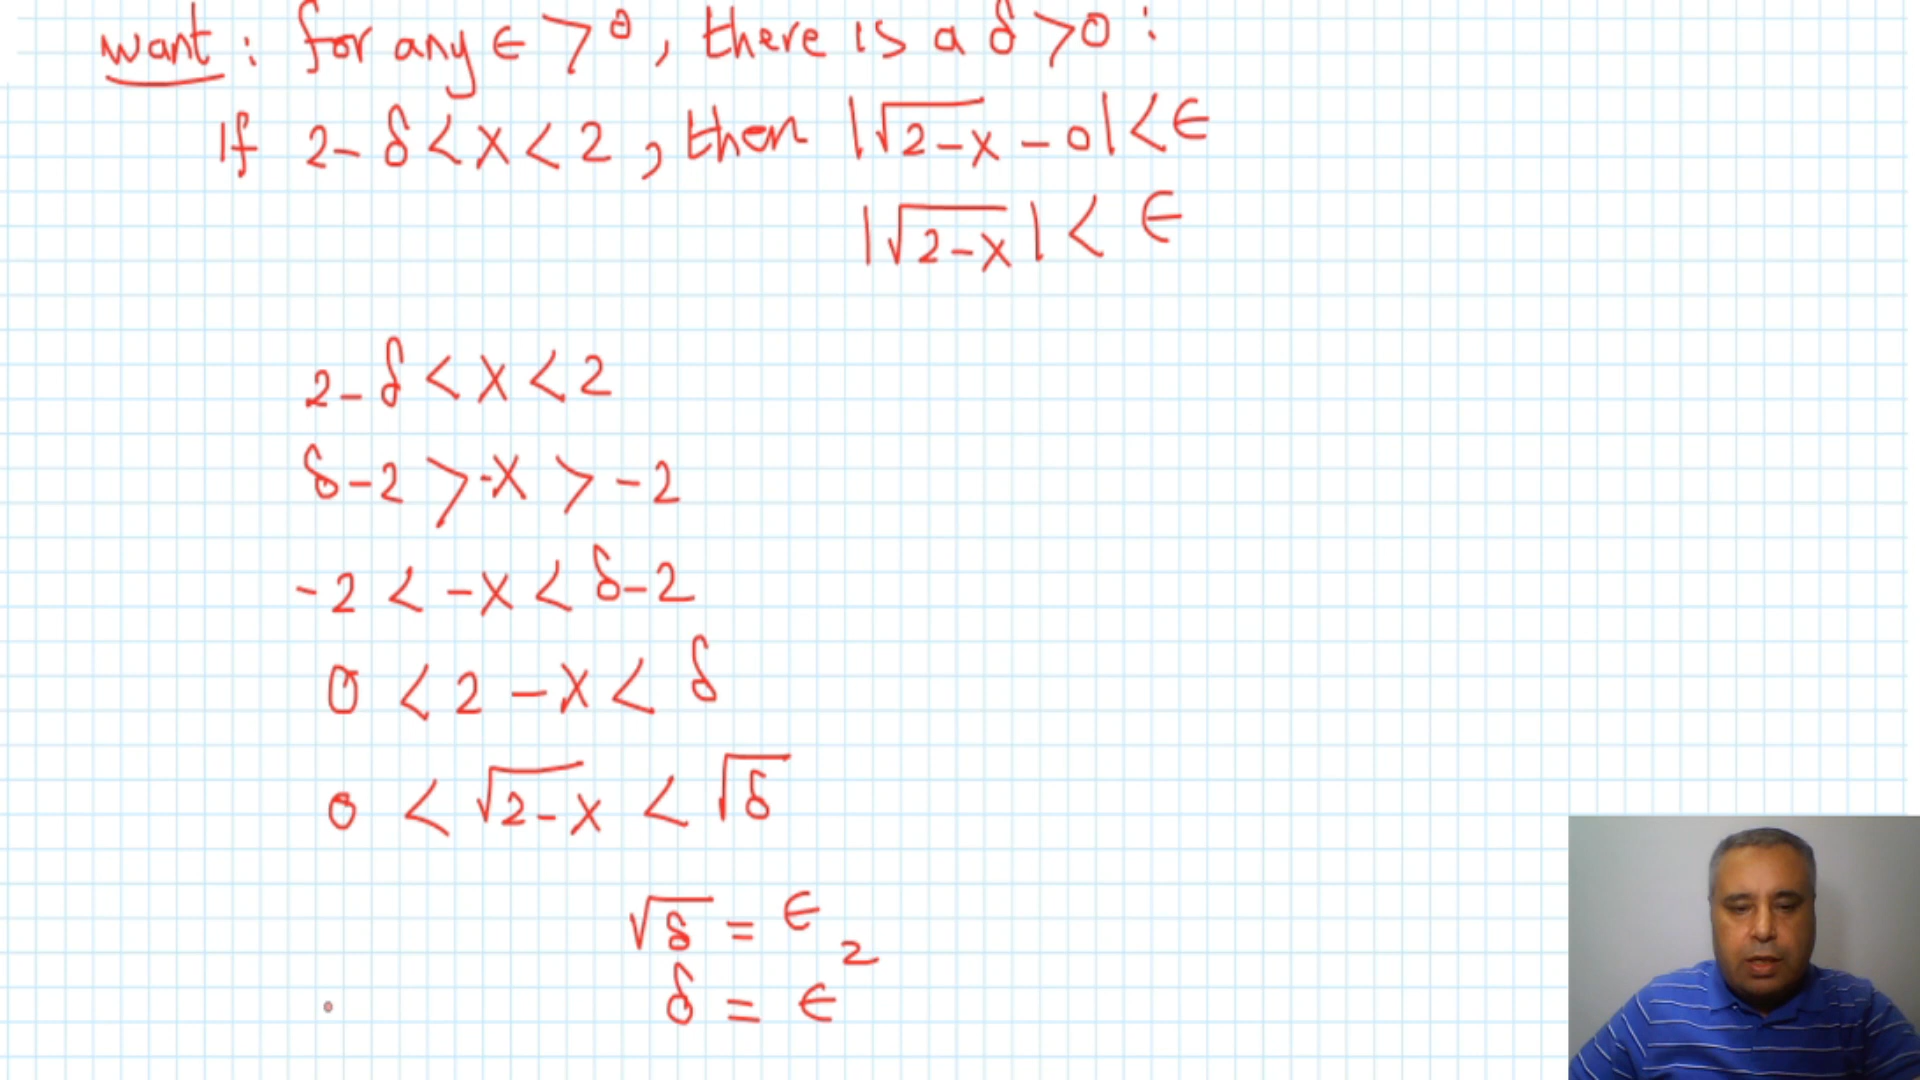 want: for any ϵ > 0, there is a δ > 0:
If 2-δ < x < 2, then |√(2-x) - 0| < ϵ
|√(2-x)| < ϵ
2-δ < x < 2
δ-2 > -x > -2
-2 < -x < δ-2
0 < 2-x < δ
0 < √(2-x) < √δ
√δ = ϵ
δ = ϵ²